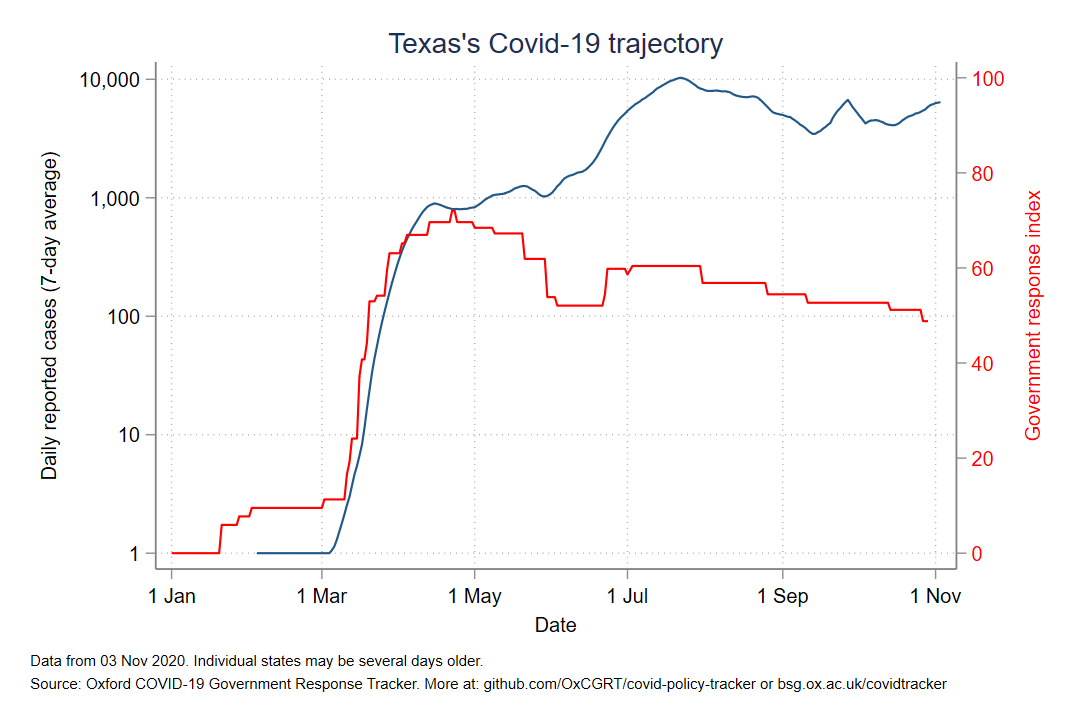 Texas's Covid-19 trajectory
10,000
1,000
100
10
1
Daily reported cases (7-day average)
100
80
60
40
20
0
Government response index
1 Jan
1 Mar
1 May
1 Jul
1 Sep
1 Nov
Date
Data from 03 Nov 2020. Individual states may be several days older.
Source: Oxford COVID-19 Government Response Tracker. More at: github.com/OxCGRT/covid-policy-tracker or bsg.ox.ac.uk/covidtracker